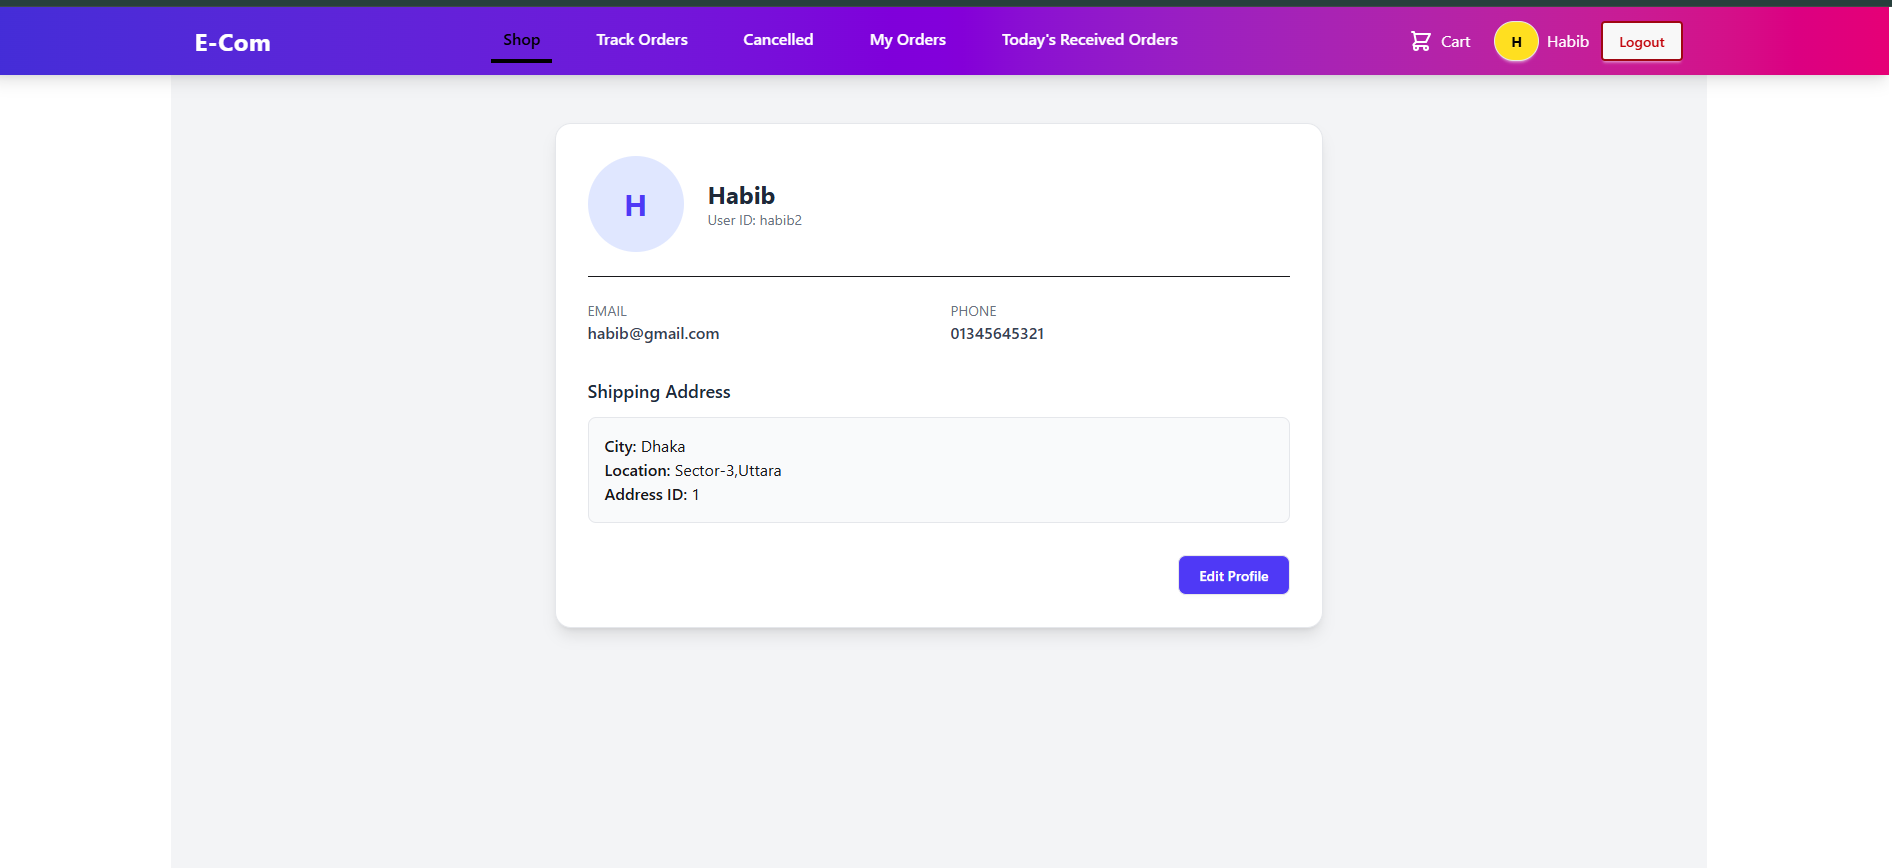 E-Com
Shop
Track Orders
Cancelled
My Orders
Today's Received Orders
Cart
H
Habib
Logout
H
Habib
User ID: habib2
EMAIL
habib@gmail.com
PHONE
01345645321
Shipping Address
City: Dhaka
Location: Sector-3,Uttara
Address ID: 1
Edit Profile